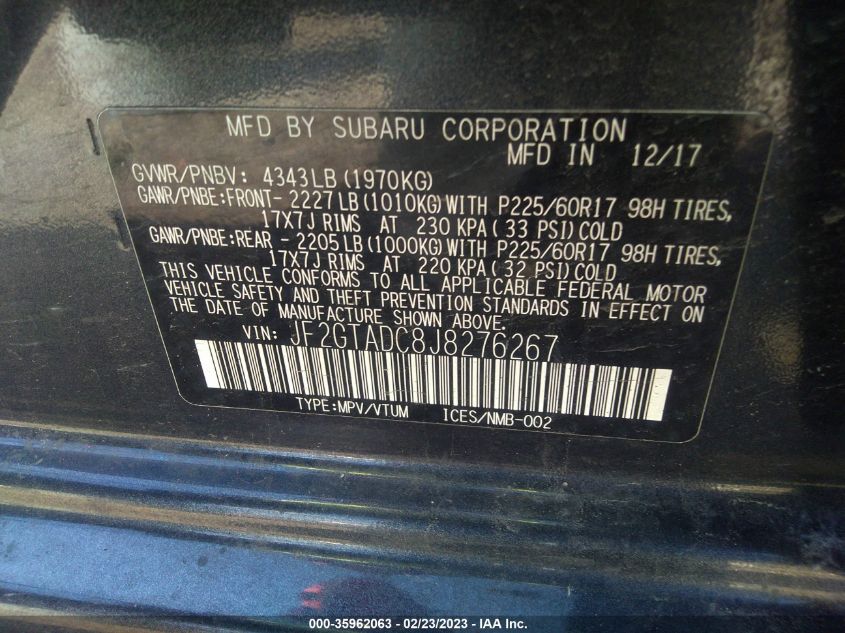 MFD BY SUBARU CORPORATION
MFD IN 12/17
GVWR/PNBV: 4343LB (1970KG)
GAWR/PNBE:FRONT- 2227LB (1010KG) WITH P225/60R17 98H TIRES,
17X7J RIMS AT 230 KPA ( 33 PSI) COLD
GAWR/PNBE:REAR - 2205LB (1000KG) WITH P225/60R17 98H TIRES,
17X7J RIMS AT 220 KPA ( 32 PSI) COLD
THIS VEHICLE CONFORMS TO ALL APPLICABLE FEDERAL MOTOR
VEHICLE SAFETY AND THEFT PREVENTION STANDARDS IN EFFECT ON
THE DATE OF MANUFACTURE SHOWN ABOVE.
VIN: JF2GTADC8J8276267
TYPE:MPV/VTUM ICES/NMB-002
000-35962063 - 02/23/2023 - IAA Inc.